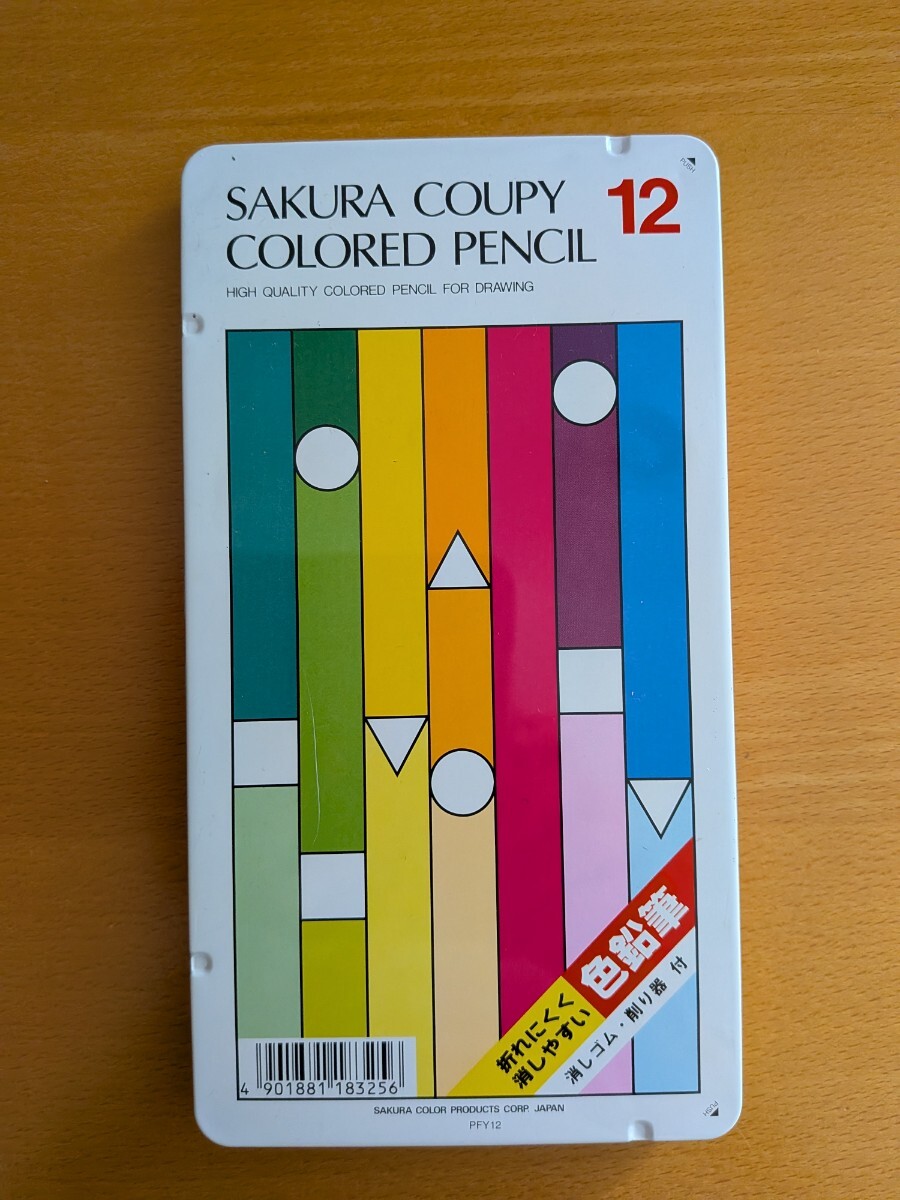 SAKURA COUPY 12
COLORED PENCIL
HIGH QUALITY COLORED PENCIL FOR DRAWING
PUSH
色鉛筆
折れにくく
消しやすい
消しゴム・削り器 付
4 901881 183256
SAKURA COLOR PRODUCTS CORP. JAPAN
PFY12
PUSH